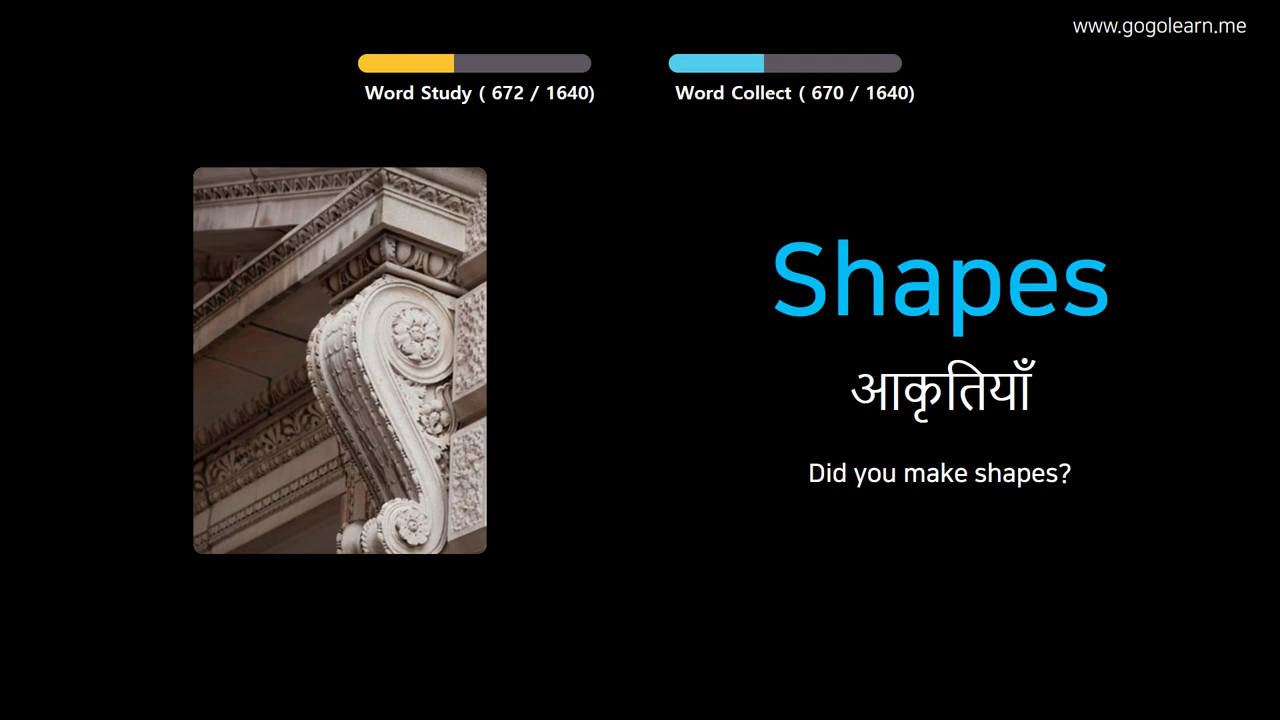 www.gogolearn.me
Word Study ( 672 / 1640)
Word Collect ( 670 / 1640)
Shapes
आकृतियाँ
Did you make shapes?